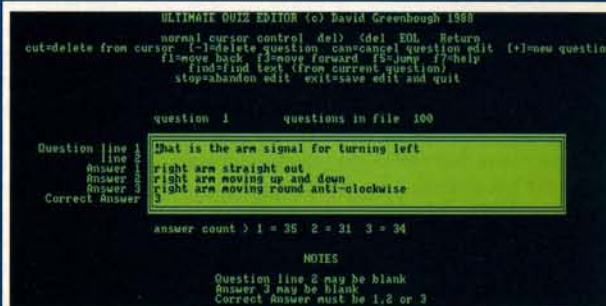 ULTIMATE QUIZ EDITOR (c) David Greenhough 1988
normal cursor control del> <del EOL Return
cut=delete from cursor [-]=delete question can=cancel question edit [+]=new questio
f1=move back f3=move forward f5=jump f7=help
find=find text (from current question)
stop=abandon edit exit=save edit and quit
question 1 questions in file 100
Question line 1 What is the arm signal for turning left
line 2
Answer 1 right arm straight out
Answer 2 right arm moving up and down
Answer 3 right arm moving round anti-clockwise
Correct Answer 3
answer count > 1 = 35 2 = 31 3 = 34
NOTES
Question line 2 may be blank
Answer 3 may be blank
Correct Answer must be 1,2 or 3